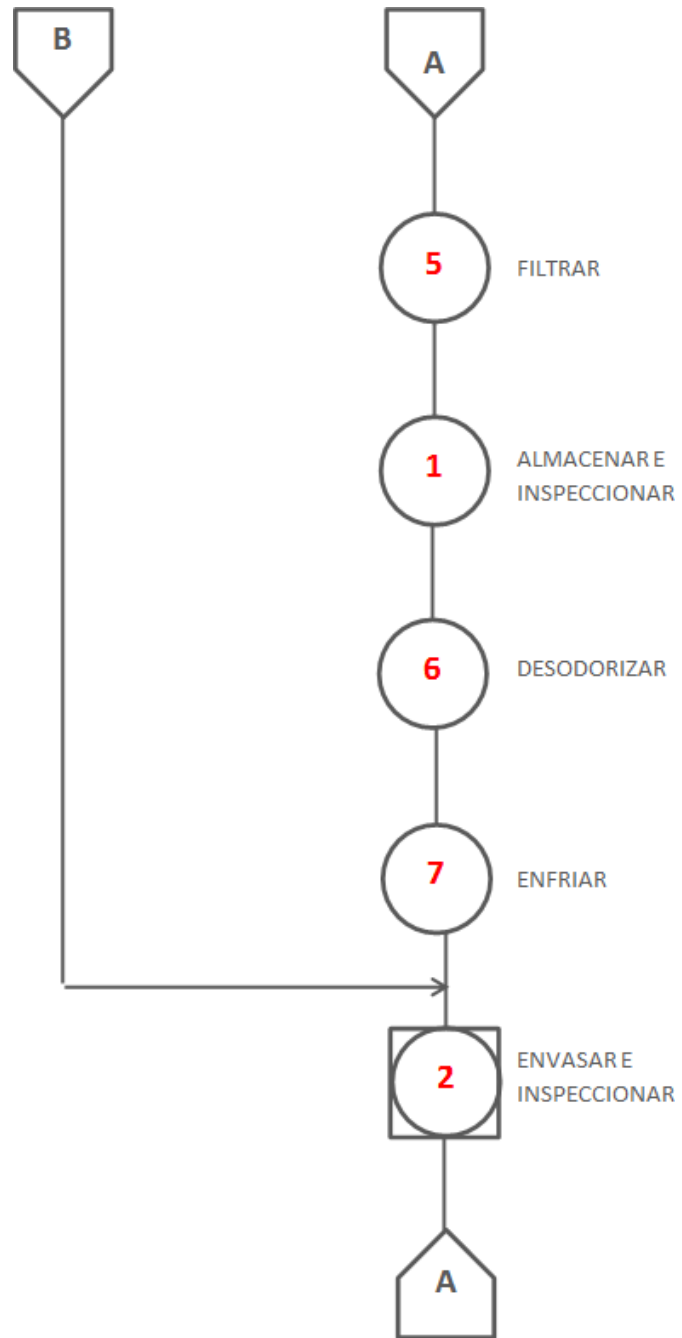 B
A
5
FILTRAR
1
ALMACENAR E
INSPECCIONAR
6
DESODORIZAR
7
ENFRIAR
2
ENVASAR E
INSPECCIONAR
A